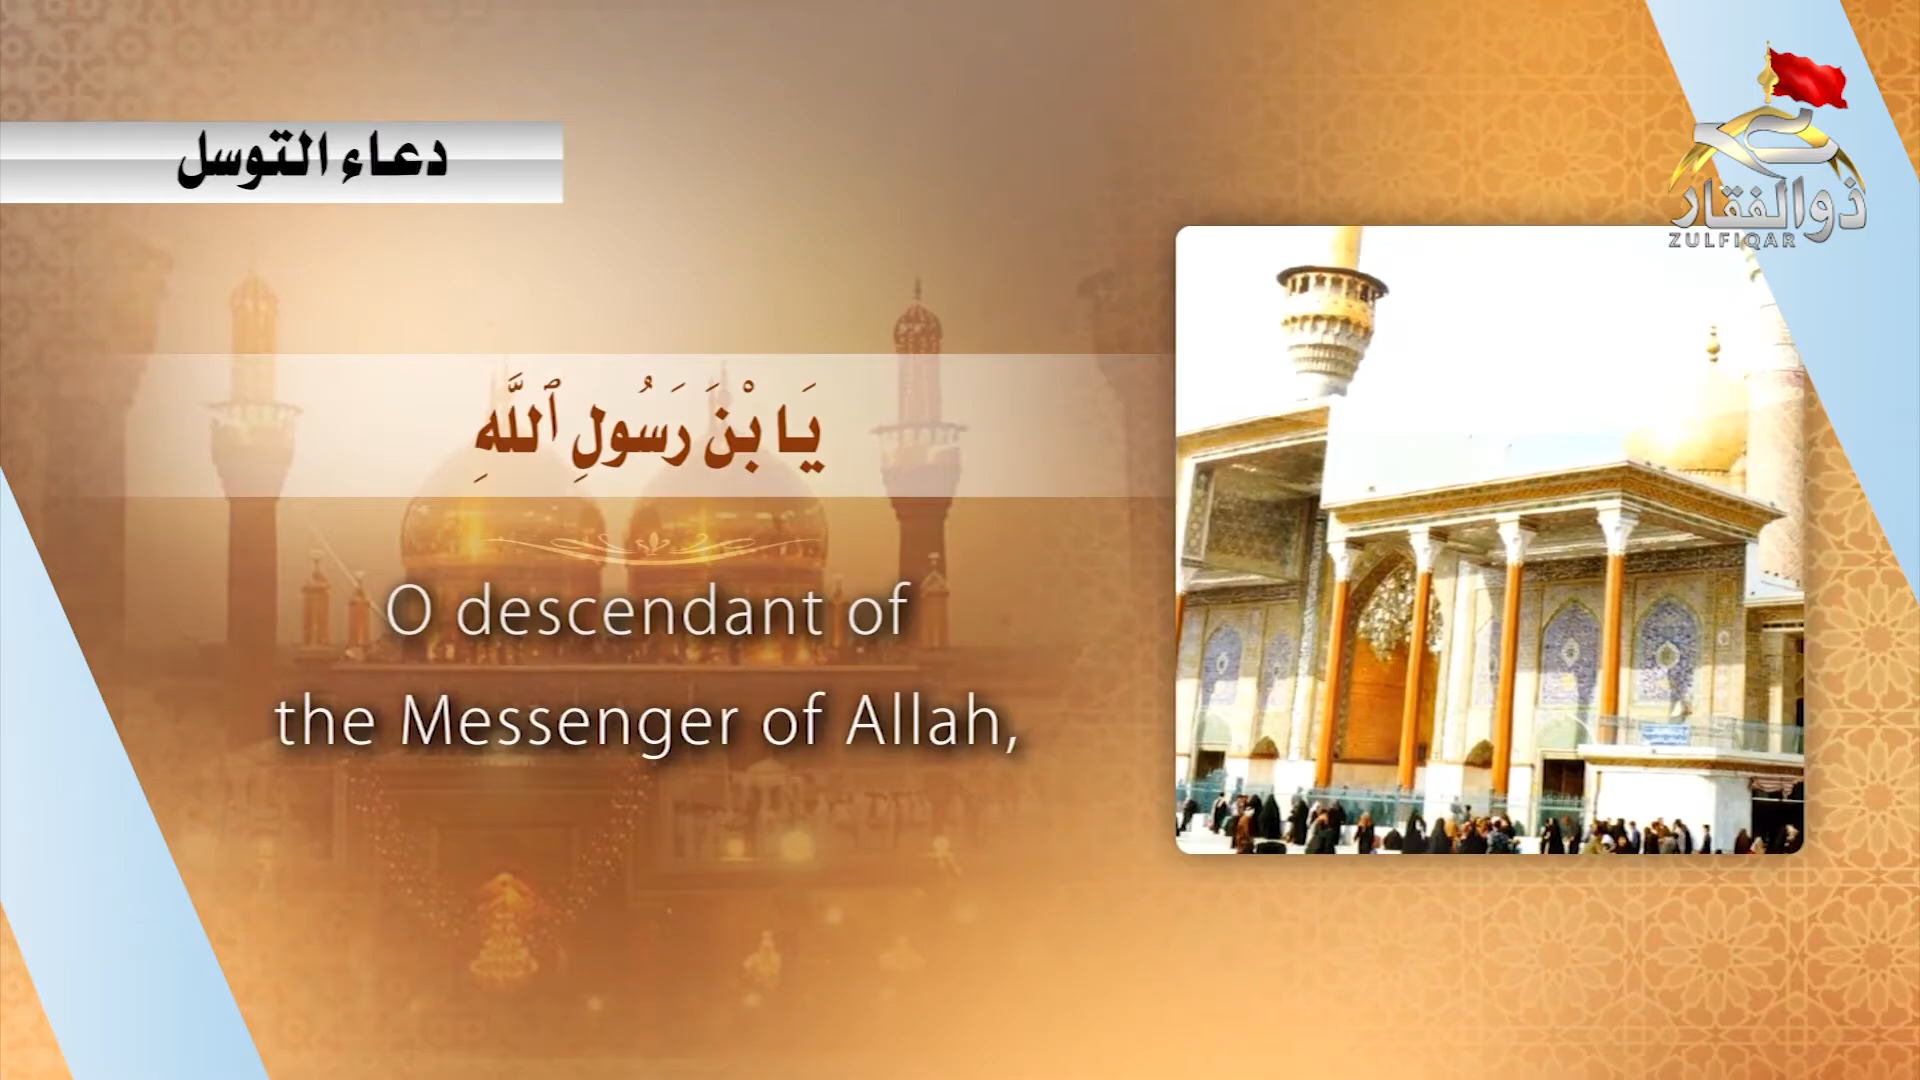 دعاء التوسل
ذوالفقار
ZULFIQAR
يَا بْنَ رَسُولِ ٱللَّهِ
O descendant of
the Messenger of Allah,